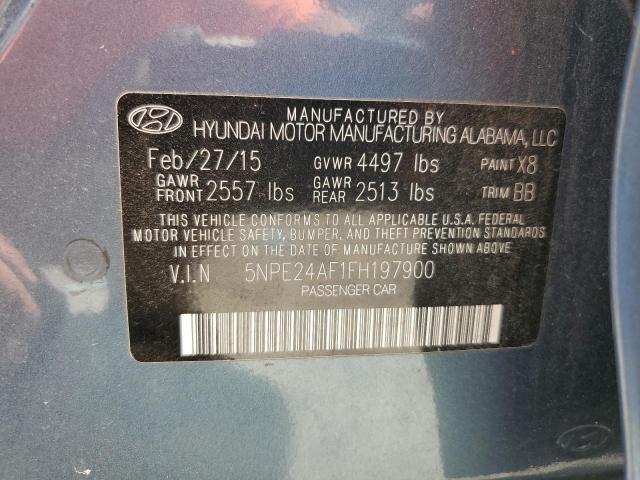 MANUFACTURED BY
HYUNDAI MOTOR MANUFACTURING ALABAMA, LLC
Feb/27/15 GVWR 4497 lbs PAINT X8
GAWR FRONT 2557 lbs GAWR REAR 2513 lbs TRIM BB
THIS VEHICLE CONFORMS TO ALL APPLICABLE U.S.A. FEDERAL
MOTOR VEHICLE SAFETY, BUMPER, AND THEFT PREVENTION STANDARDS
IN EFFECT ON THE DATE OF MANUFACTURE SHOWN ABOVE
V.I.N 5NPE24AF1FH197900
PASSENGER CAR